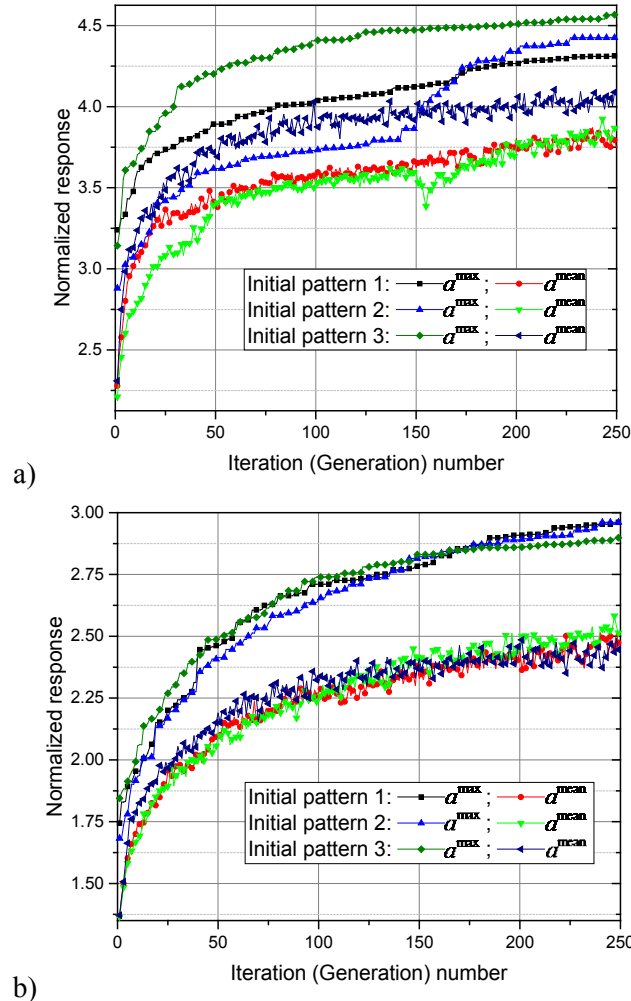 4.5
4.0
3.5
3.0
2.5
Normalized response
Initial pattern 1: a^max ; a^mean
Initial pattern 2: a^max ; a^mean
Initial pattern 3: a^max ; a^mean
0 50 100 150 200 250
Iteration (Generation) number
a)
3.00
2.75
2.50
2.25
2.00
1.75
1.50
Normalized response
Initial pattern 1: a^max ; a^mean
Initial pattern 2: a^max ; a^mean
Initial pattern 3: a^max ; a^mean
0 50 100 150 200 250
Iteration (Generation) number
b)